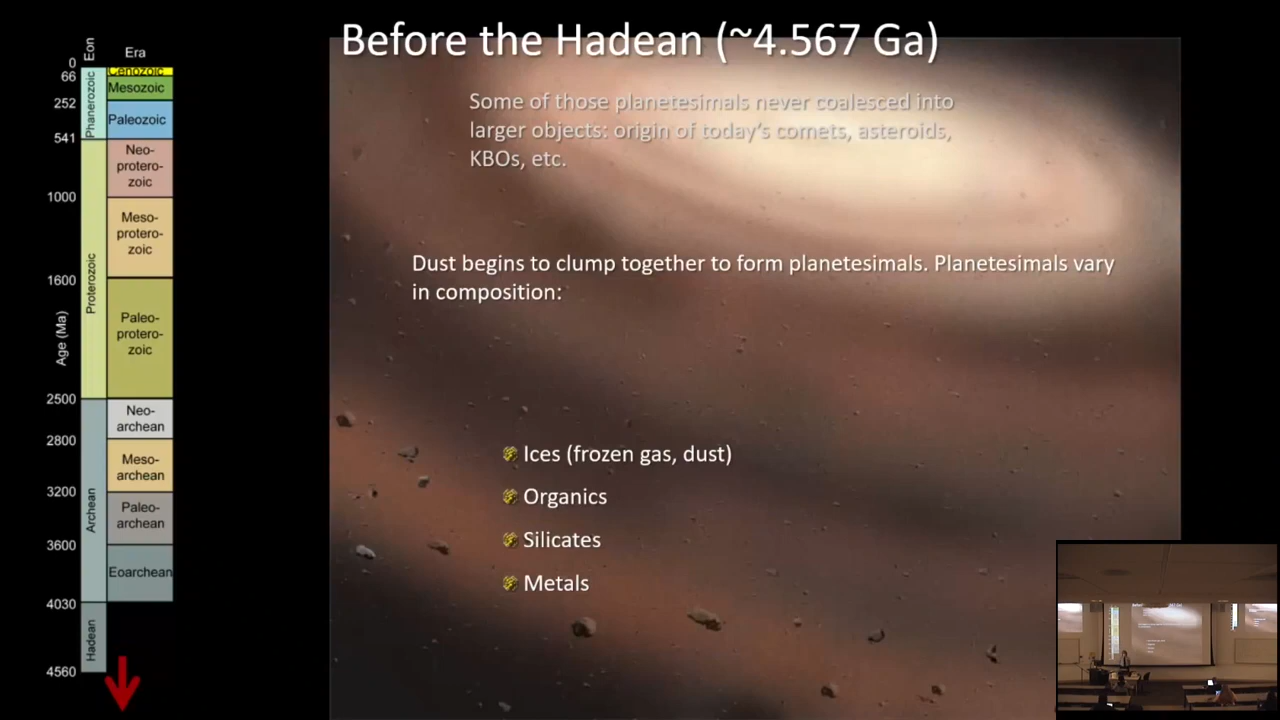 Before the Hadean (~4.567 Ga)
Some of those planetesimals never coalesced into
larger objects: origin of today's comets, asteroids,
KBOs, etc.
Dust begins to clump together to form planetesimals. Planetesimals vary
in composition:
Ices (frozen gas, dust)
Organics
Silicates
Metals
Eon
Era
Age (Ma)
0
66
252
541
1000
1600
2500
2800
3200
3600
4030
4560
Phanerozoic
Proterozoic
Archean
Hadean
Cenozoic
Mesozoic
Paleozoic
Neo-
protero-
zoic
Meso-
protero-
zoic
Paleo-
protero-
zoic
Neo-
archean
Meso-
archean
Paleo-
archean
Eoarchean